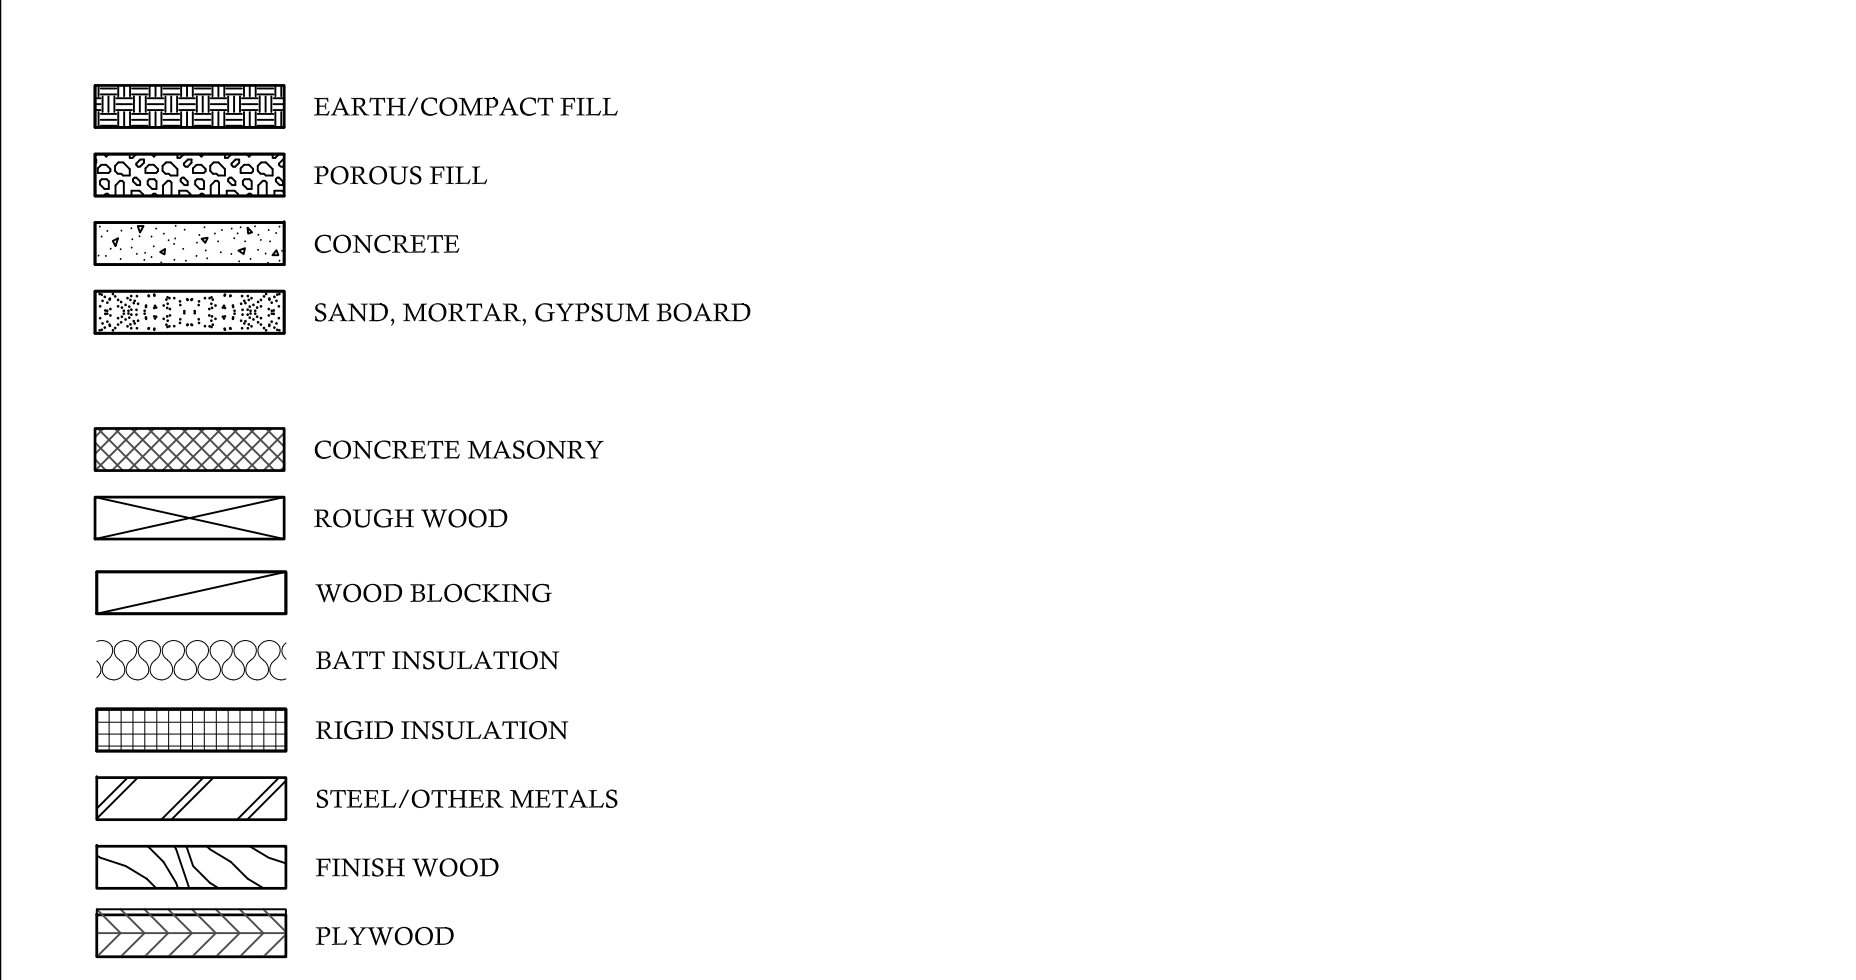 EARTH/COMPACT FILL
POROUS FILL
CONCRETE
SAND, MORTAR, GYPSUM BOARD
CONCRETE MASONRY
ROUGH WOOD
WOOD BLOCKING
BATT INSULATION
RIGID INSULATION
STEEL/OTHER METALS
FINISH WOOD
PLYWOOD